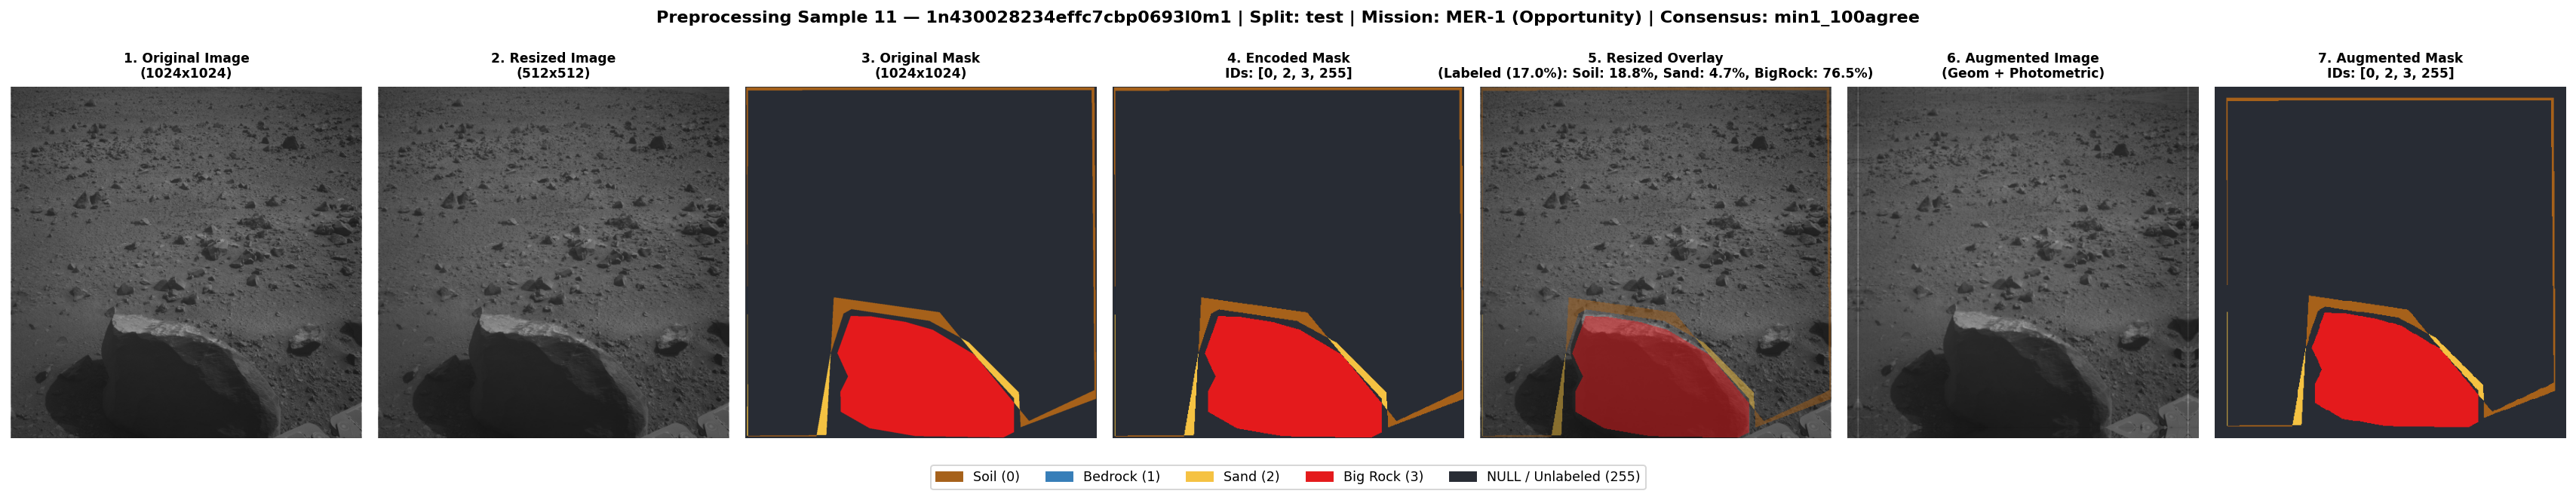 Preprocessing Sample 11 — 1n430028234effc7cbp0693l0m1 | Split: test | Mission: MER-1 (Opportunity) | Consensus: min1_100agree
1. Original Image
(1024x1024)
2. Resized Image
(512x512)
3. Original Mask
(1024x1024)
4. Encoded Mask
IDs: [0, 2, 3, 255]
5. Resized Overlay
(Labeled (17.0%): Soil: 18.8%, Sand: 4.7%, BigRock: 76.5%)
6. Augmented Image
(Geom + Photometric)
7. Augmented Mask
IDs: [0, 2, 3, 255]
Soil (0)
Bedrock (1)
Sand (2)
Big Rock (3)
NULL / Unlabeled (255)